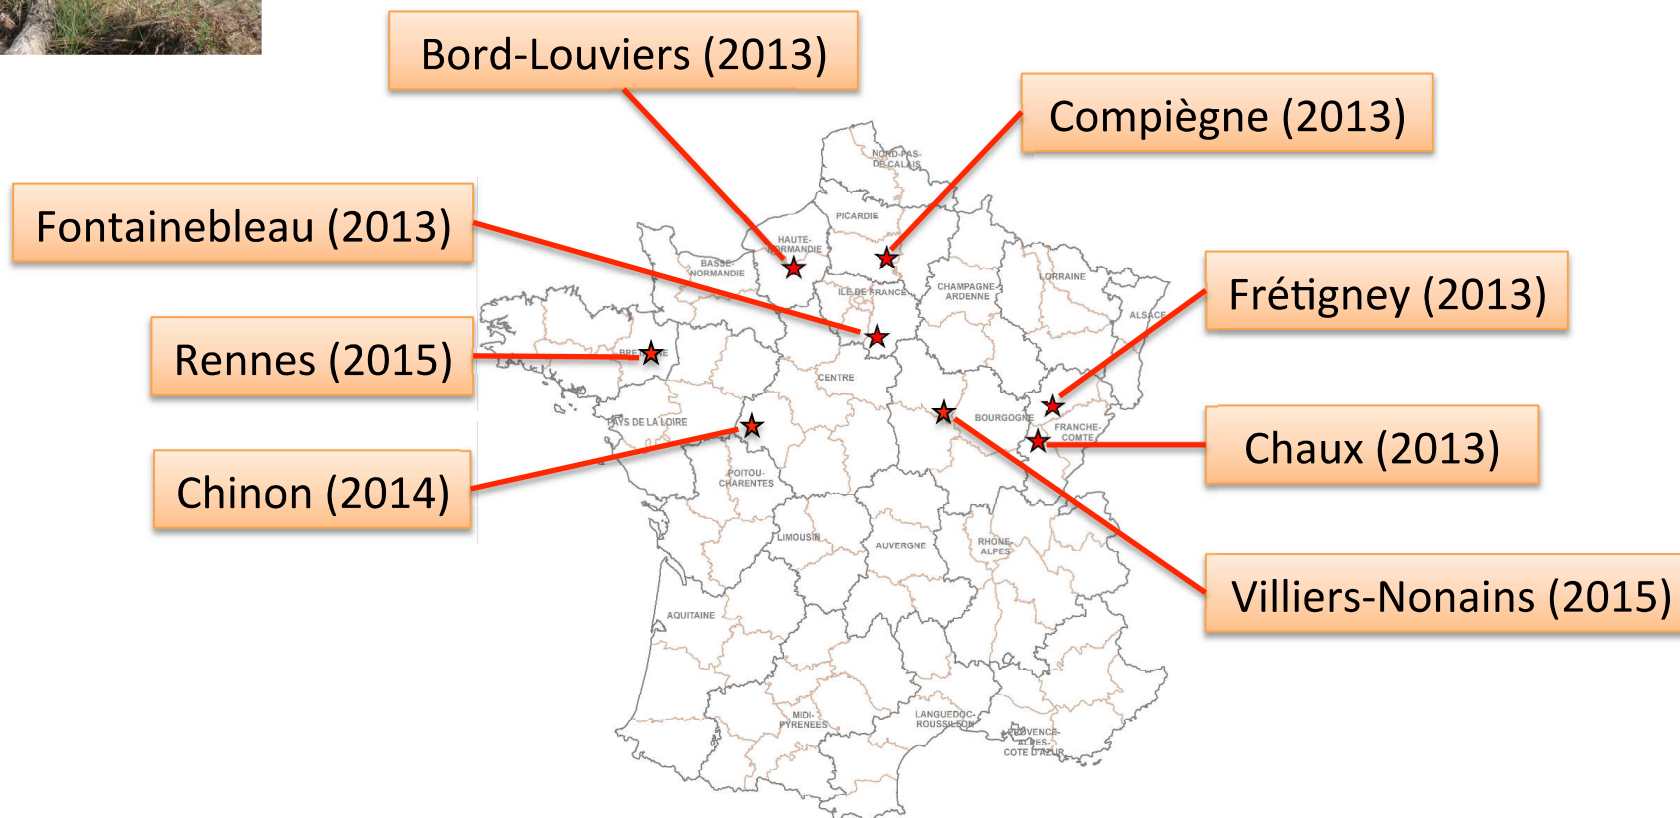 Bord-Louviers (2013)
Compiègne (2013)
Fontainebleau (2013)
Frétigney (2013)
Rennes (2015)
Chaux (2013)
Chinon (2014)
Villiers-Nonains (2015)
NORD-PAS-
DE-CALAIS
PICARDIE
HAUTE-
NORMANDIE
BASSE-
NORMANDIE
ILE DE FRANCE
CHAMPAGNE-
ARDENNE
LORRAINE
ALSACE
BRETAGNE
CENTRE
PAYS DE LA LOIRE
BOURGOGNE
FRANCHE-
COMTE
POITOU-
CHARENTES
LIMOUSIN
AUVERGNE
RHONE-
ALPES
AQUITAINE
MIDI-
PYRENEES
LANGUEDOC-
ROUSSILLON
PROVENCE-
ALPES-
COTE D'AZUR